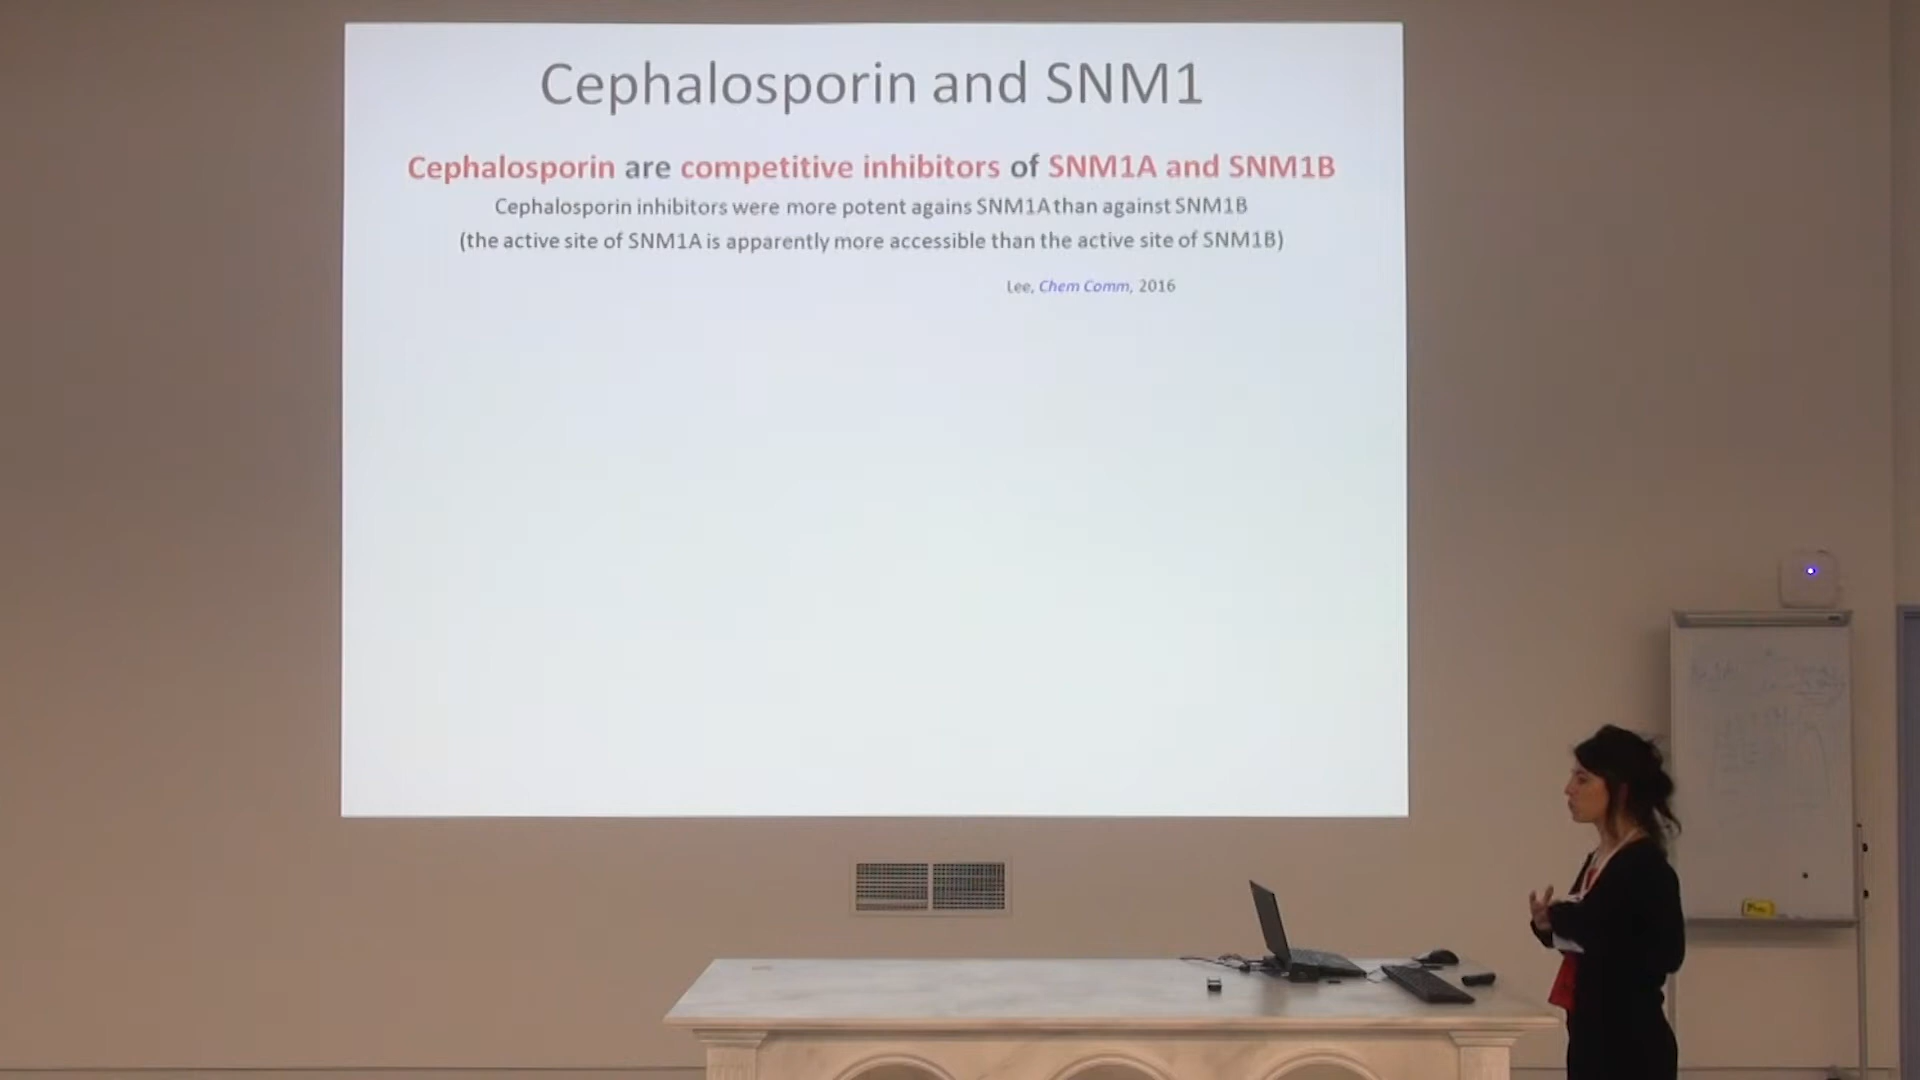 Cephalosporin and SNM1
Cephalosporin are competitive inhibitors of SNM1A and SNM1B
Cephalosporin inhibitors were more potent agains SNM1A than against SNM1B
(the active site of SNM1A is apparently more accessible than the active site of SNM1B)
Lee, Chem Comm, 2016